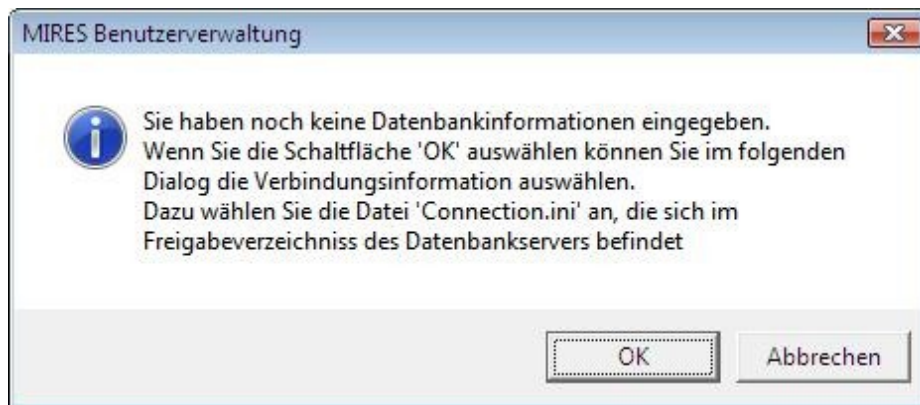 MIRES Benutzerverwaltung
Sie haben noch keine Datenbankinformationen eingegeben.
Wenn Sie die Schaltfläche 'OK' auswählen können Sie im folgenden
Dialog die Verbindungsinformation auswählen.
Dazu wählen Sie die Datei 'Connection.ini' an, die sich im
Freigabeverzeichniss des Datenbankservers befindet
OK
Abbrechen